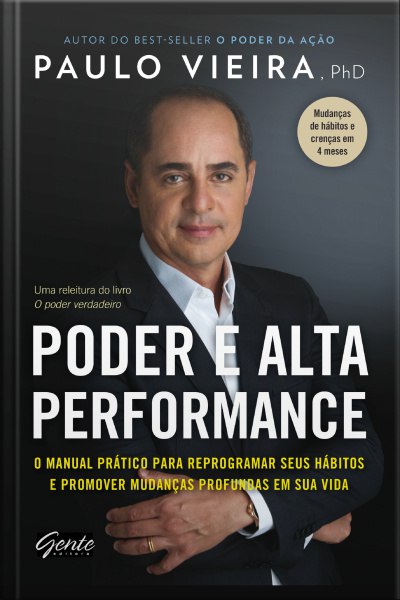 AUTOR DO BEST-SELLER O PODER DA AÇÃO
PAULO VIEIRA, PhD
Mudanças
de hábitos e
crenças em
4 meses
Uma releitura do livro
O poder verdadeiro
PODER E ALTA
PERFORMANCE
O MANUAL PRÁTICO PARA REPROGRAMAR SEUS HÁBITOS
E PROMOVER MUDANÇAS PROFUNDAS EM SUA VIDA
Gente
editora